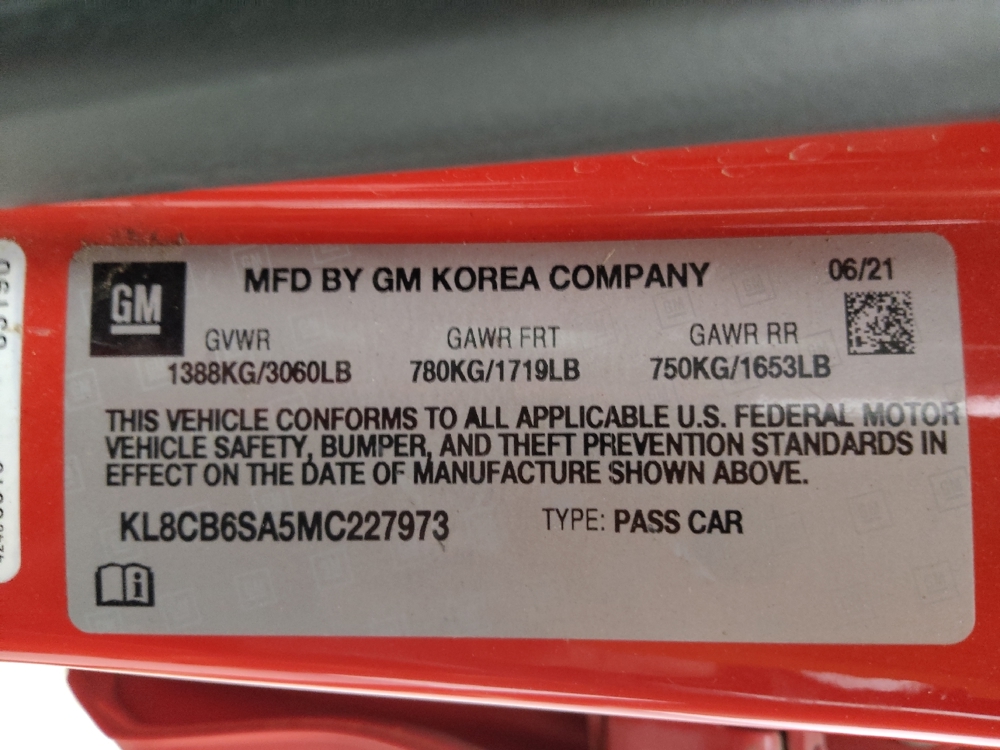 GM
MFD BY GM KOREA COMPANY
06/21
GVWR
GAWR FRT
GAWR RR
1388KG/3060LB
780KG/1719LB
750KG/1653LB
THIS VEHICLE CONFORMS TO ALL APPLICABLE U.S. FEDERAL MOTOR
VEHICLE SAFETY, BUMPER, AND THEFT PREVENTION STANDARDS IN
EFFECT ON THE DATE OF MANUFACTURE SHOWN ABOVE.
KL8CB6SA5MC227973
TYPE: PASS CAR